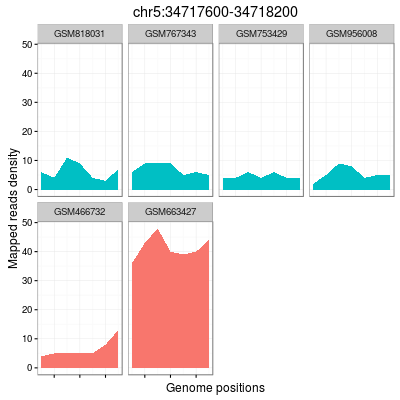 chr5:34717600-34718200
GSM818031 GSM767343 GSM753429 GSM956008
50
40
30
20
10
0
Mapped reads density
GSM466732 GSM663427
50
40
30
20
10
0
Genome positions